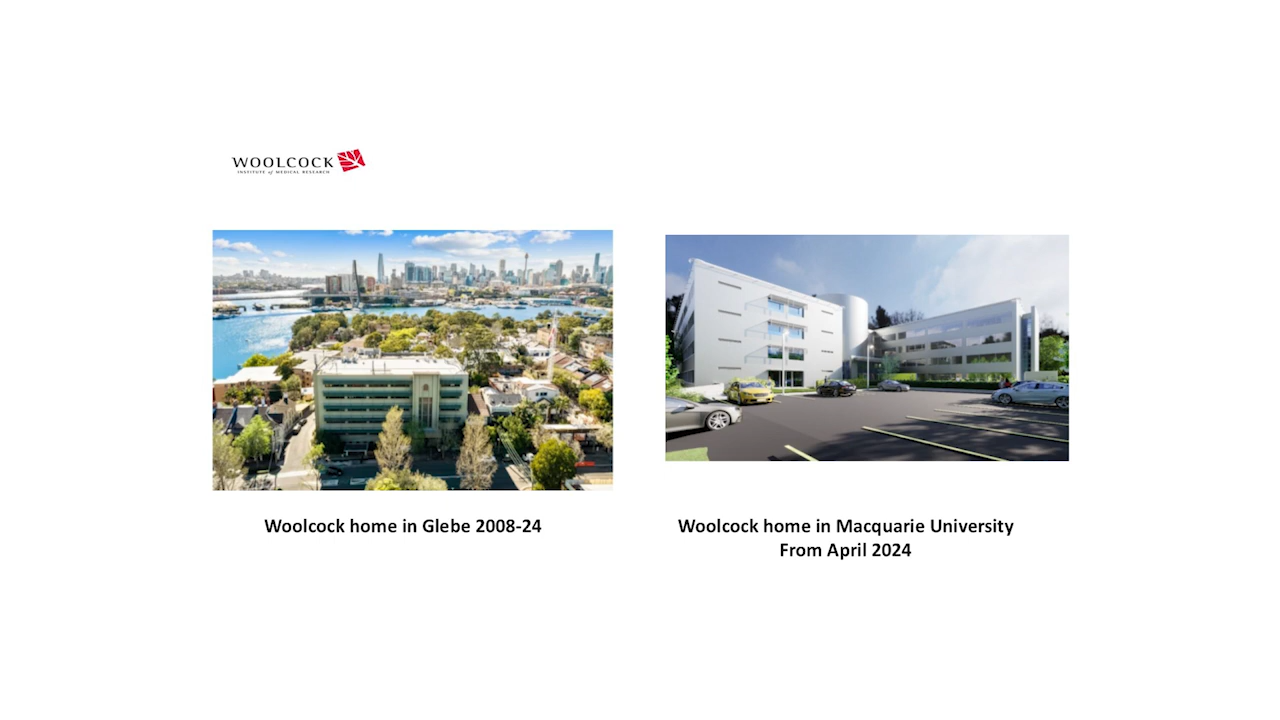 WOOLCOCK
INSTITUTE of MEDICAL RESEARCH
Woolcock home in Glebe 2008-24
Woolcock home in Macquarie University
From April 2024